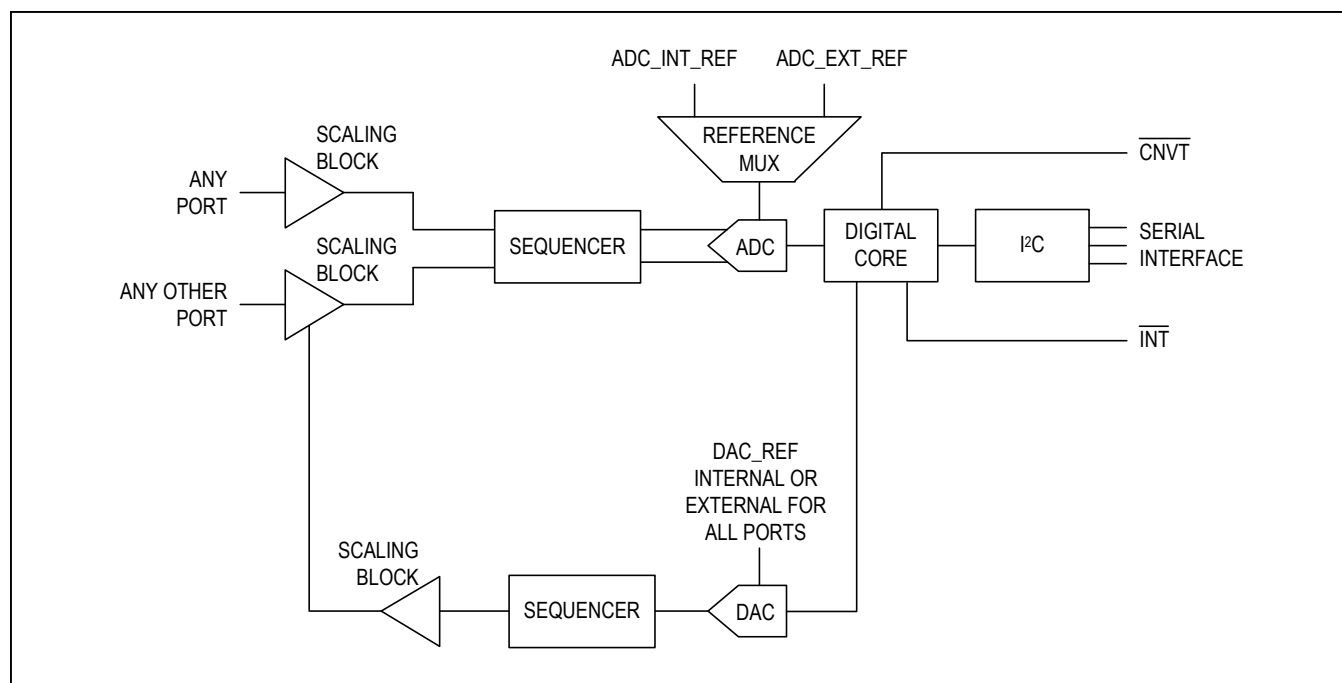 ADC_INT_REF
ADC_EXT_REF
REFERENCE
MUX
SCALING
BLOCK
ANY
PORT
SCALING
BLOCK
ANY OTHER
PORT
SEQUENCER
ADC
DIGITAL
CORE
I²C
CNVT
SERIAL
INTERFACE
INT
DAC_REF
INTERNAL OR
EXTERNAL FOR
ALL PORTS
SCALING
BLOCK
SEQUENCER
DAC